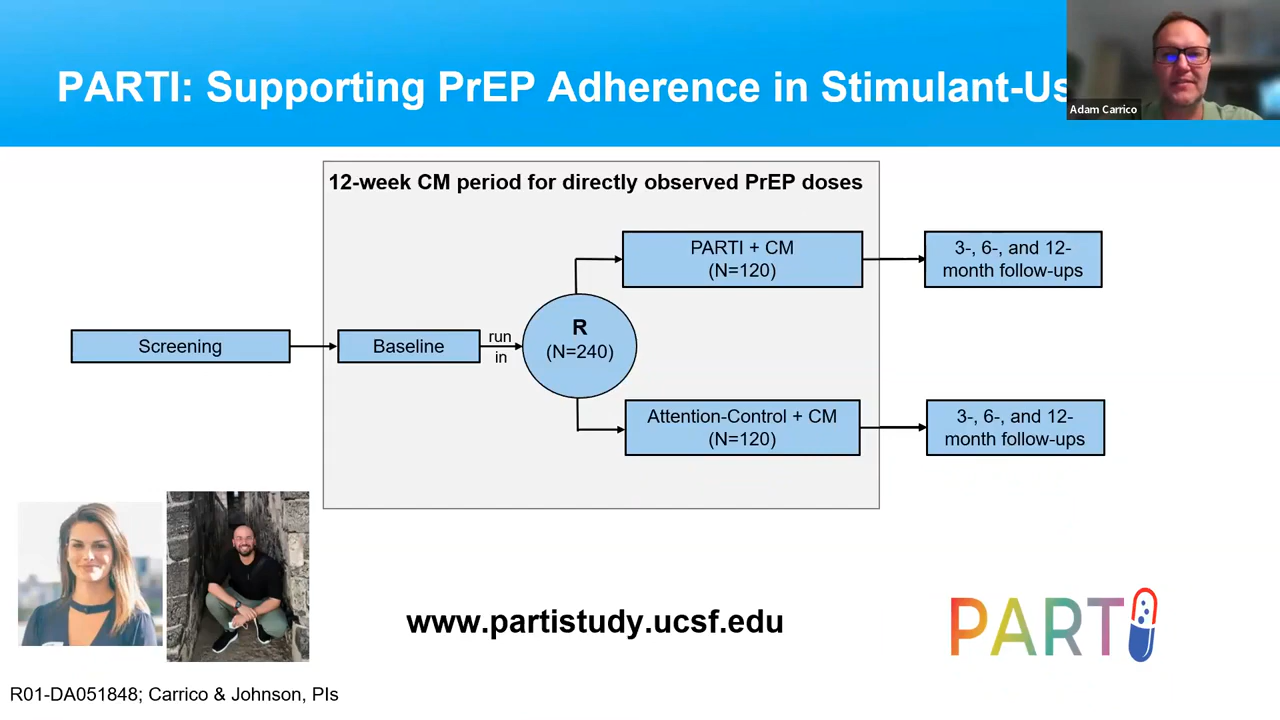 PARTI: Supporting PrEP Adherence in Stimulant-Us
Adam Carrico
12-week CM period for directly observed PrEP doses
PARTI + CM
(N=120)
3-, 6-, and 12-
month follow-ups
Screening
Baseline
run
in
R
(N=240)
Attention-Control + CM
(N=120)
3-, 6-, and 12-
month follow-ups
www.partistudy.ucsf.edu
PART
R01-DA051848; Carrico & Johnson, PIs